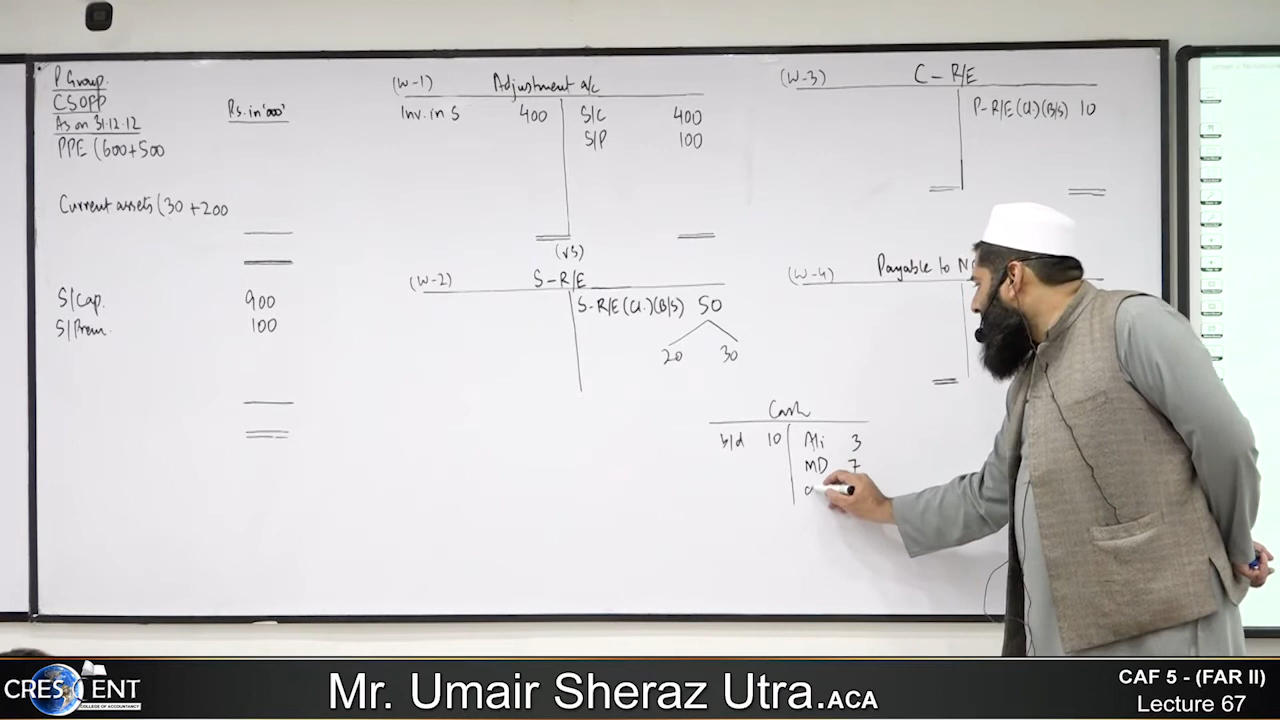 P Group.
CSOPP
As on 31.12.12
Rs. in '000'
PPE (600+500
Current assets (30 + 200
S/Cap. 900
S/Prem. 100
(W-1) Adjustment a/c
Inv. in S 400 S/C 400
S/P 100
(W-2) S-R/E
S-R/E (Cl.)(B/S) 50
20 30
(W-3) C-R/E
P-R/E (Cl.)(B/S) 10
(W-4) Payable to
Cash
b/d 10 Ali 3
MD 7
CRESCENT
COLLEGE OF ACCOUNTANCY
Mr. Umair Sheraz Utra.ACA
CAF 5 - (FAR II)
Lecture 67